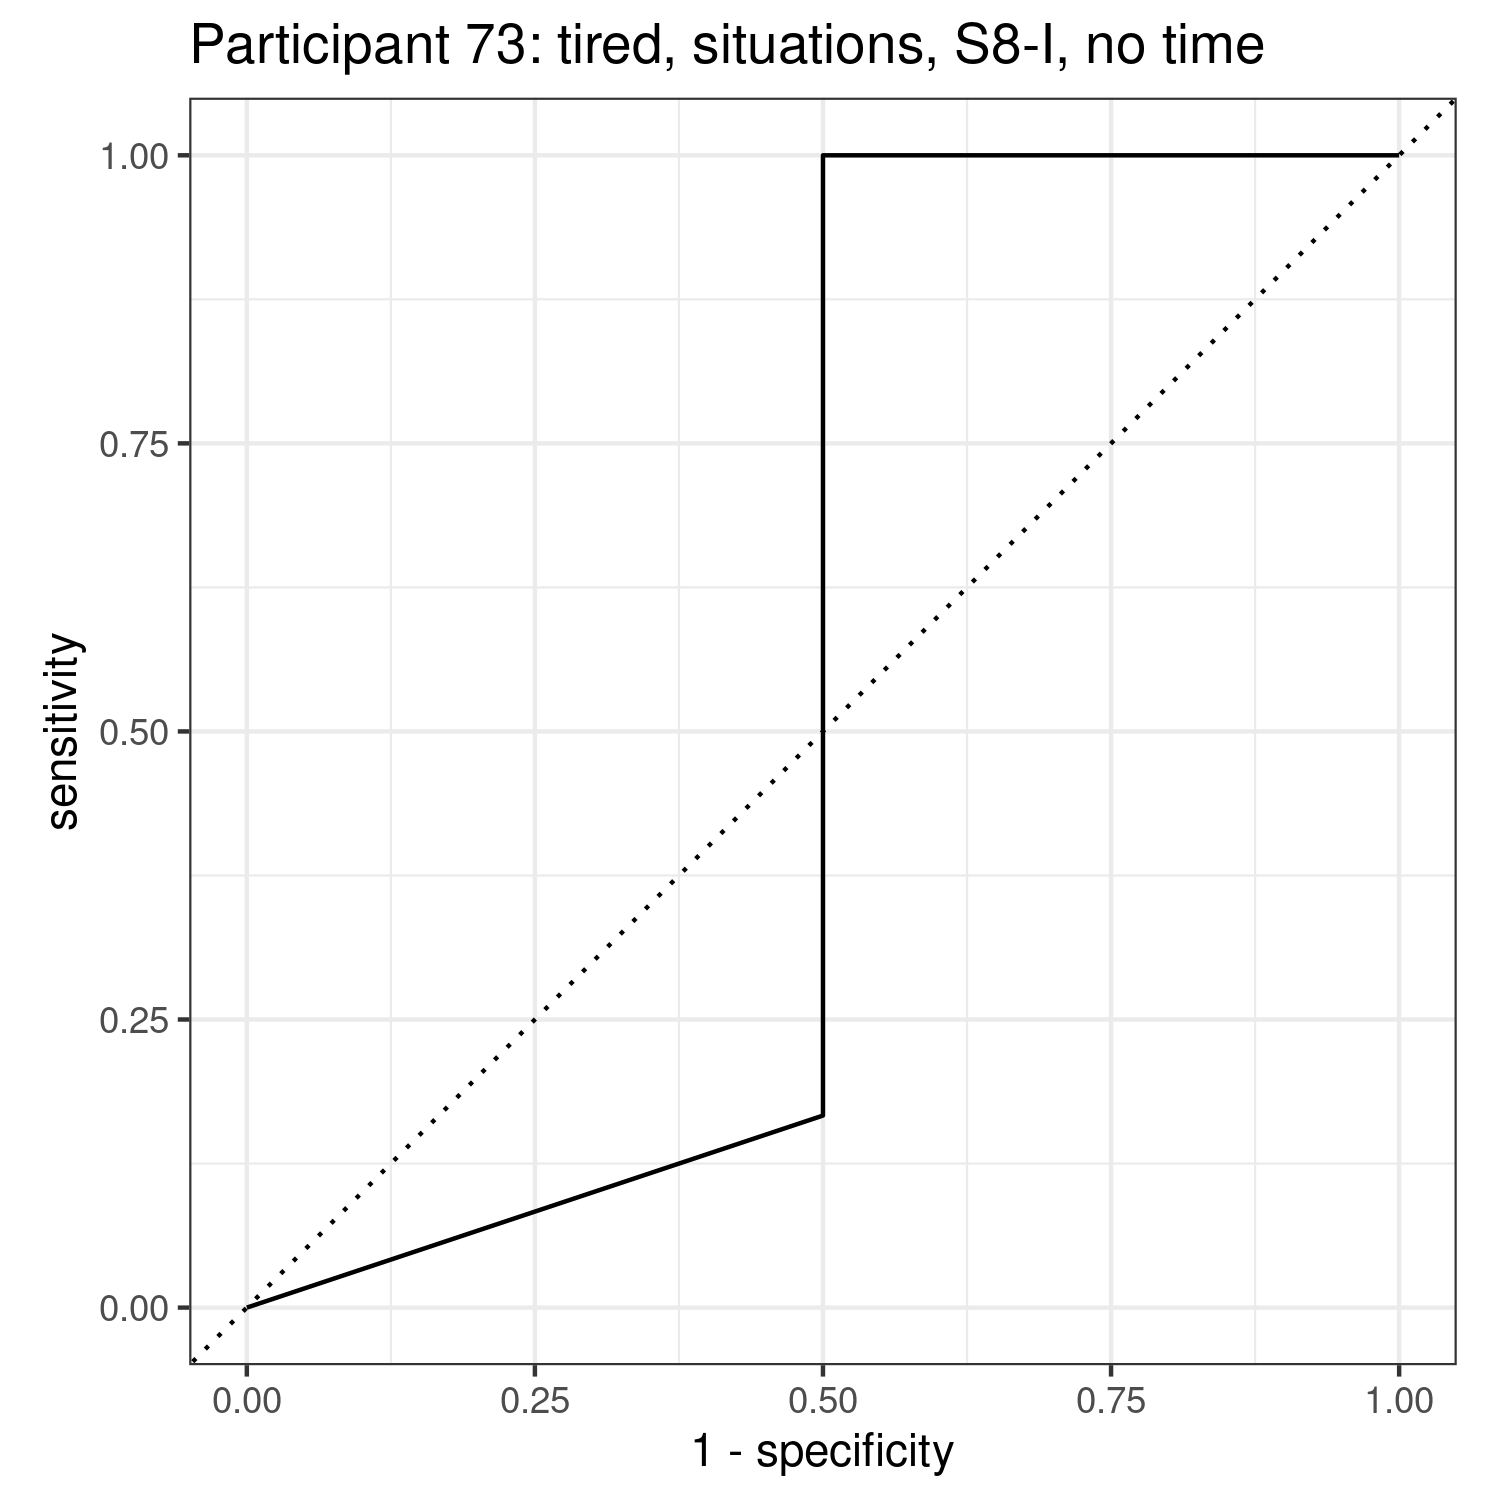 Participant 73: tired, situations, S8-I, no time
1.00
0.75
0.50
0.25
0.00
sensitivity
0.00 0.25 0.50 0.75 1.00
1 - specificity